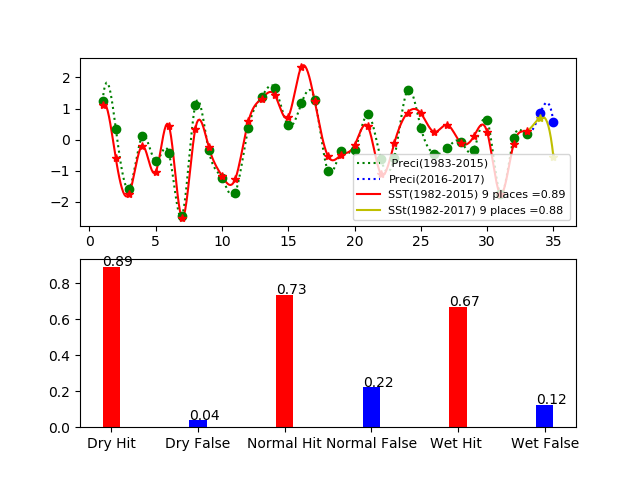 2
1
0
−1
−2
Preci(1983-2015)
Preci(2016-2017)
SST(1982-2015) 9 places =0.89
SSt(1982-2017) 9 places =0.88
0 5 10 15 20 25 30 35
0.8
0.6
0.4
0.2
0.0
0.89
0.04
0.73
0.22
0.67
0.12
Dry Hit Dry False Normal Hit Normal False Wet Hit Wet False